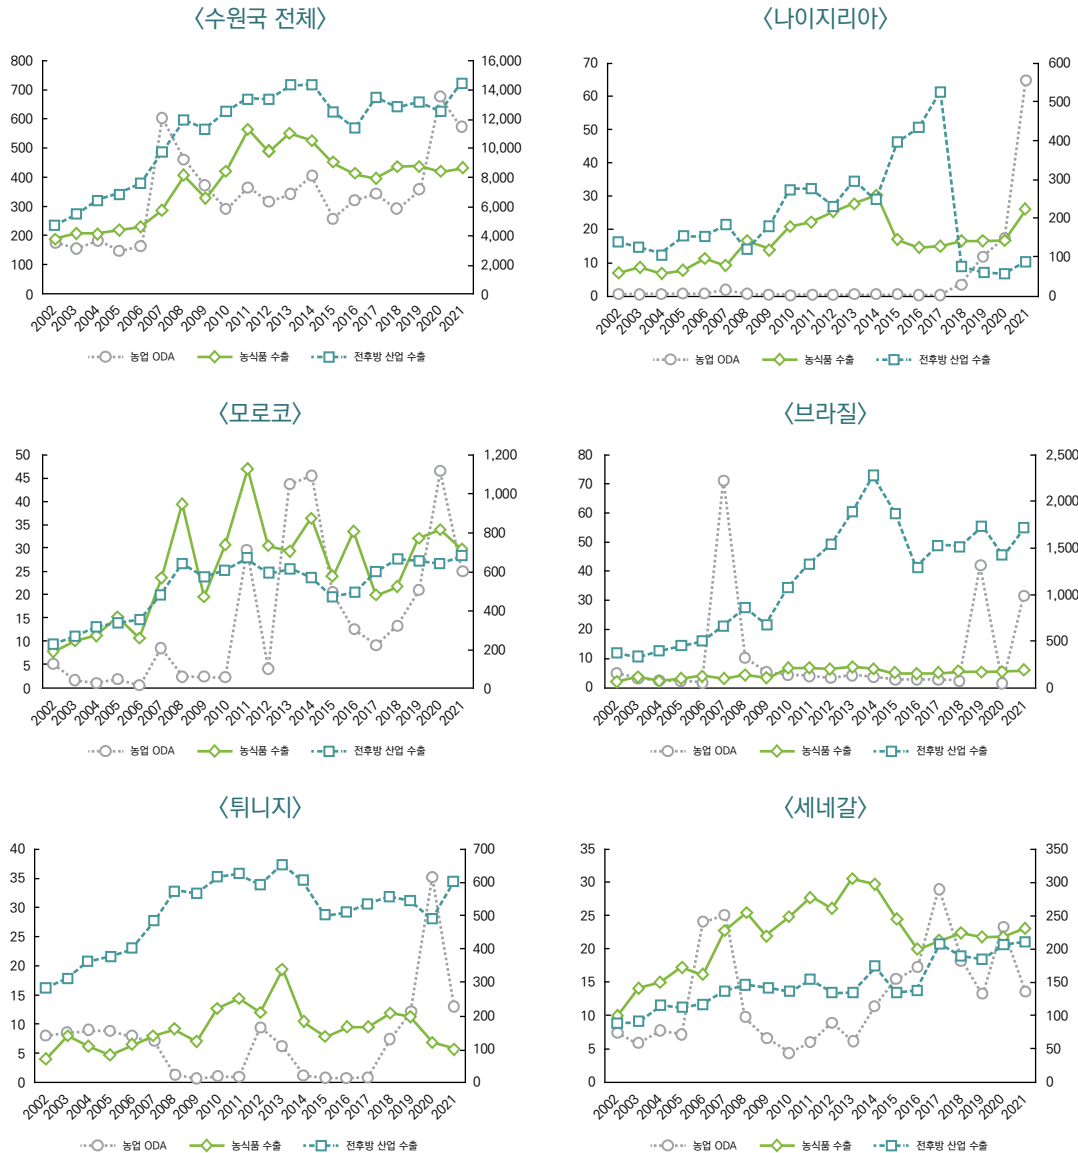 〈수원국 전체〉
800 700 600 500 400 300 200 100 0
16,000 14,000 12,000 10,000 8,000 6,000 4,000 2,000 0
2002 2003 2004 2005 2006 2007 2008 2009 2010 2011 2012 2013 2014 2015 2016 2017 2018 2019 2020 2021
농업 ODA 농식품 수출 전후방 산업 수출
〈나이지리아〉
70 60 50 40 30 20 10 0
600 500 400 300 200 100 0
2002 2003 2004 2005 2006 2007 2008 2009 2010 2011 2012 2013 2014 2015 2016 2017 2018 2019 2020 2021
농업 ODA 농식품 수출 전후방 산업 수출
〈모로코〉
50 45 40 35 30 25 20 15 10 5 0
1,200 1,000 800 600 400 200 0
2002 2003 2004 2005 2006 2007 2008 2009 2010 2011 2012 2013 2014 2015 2016 2017 2018 2019 2020 2021
농업 ODA 농식품 수출 전후방 산업 수출
〈브라질〉
80 70 60 50 40 30 20 10 0
2,500 2,000 1,500 1,000 500 0
2002 2003 2004 2005 2006 2007 2008 2009 2010 2011 2012 2013 2014 2015 2016 2017 2018 2019 2020 2021
농업 ODA 농식품 수출 전후방 산업 수출
〈튀니지〉
40 35 30 25 20 15 10 5 0
700 600 500 400 300 200 100 0
2002 2003 2004 2005 2006 2007 2008 2009 2010 2011 2012 2013 2014 2015 2016 2017 2018 2019 2020 2021
농업 ODA 농식품 수출 전후방 산업 수출
〈세네갈〉
35 30 25 20 15 10 5 0
350 300 250 200 150 100 50 0
2002 2003 2004 2005 2006 2007 2008 2009 2010 2011 2012 2013 2014 2015 2016 2017 2018 2019 2020 2021
농업 ODA 농식품 수출 전후방 산업 수출